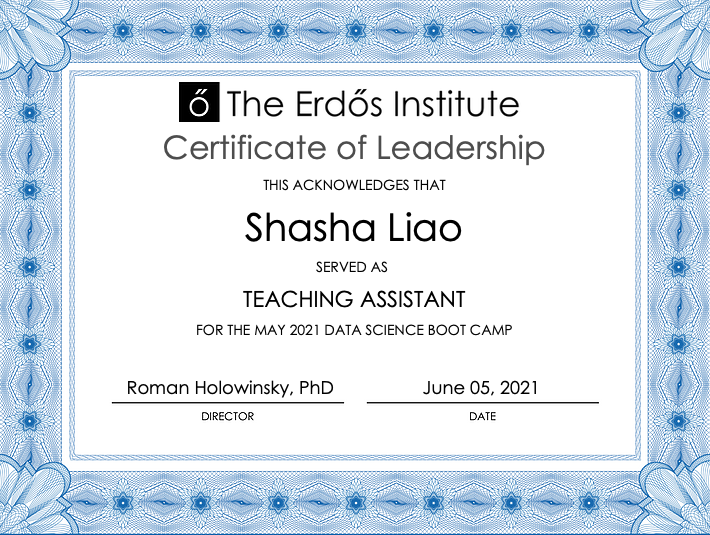 ő The Erdős Institute
Certificate of Leadership
THIS ACKNOWLEDGES THAT
Shasha Liao
SERVED AS
TEACHING ASSISTANT
FOR THE MAY 2021 DATA SCIENCE BOOT CAMP
Roman Holowinsky, PhD
DIRECTOR
June 05, 2021
DATE